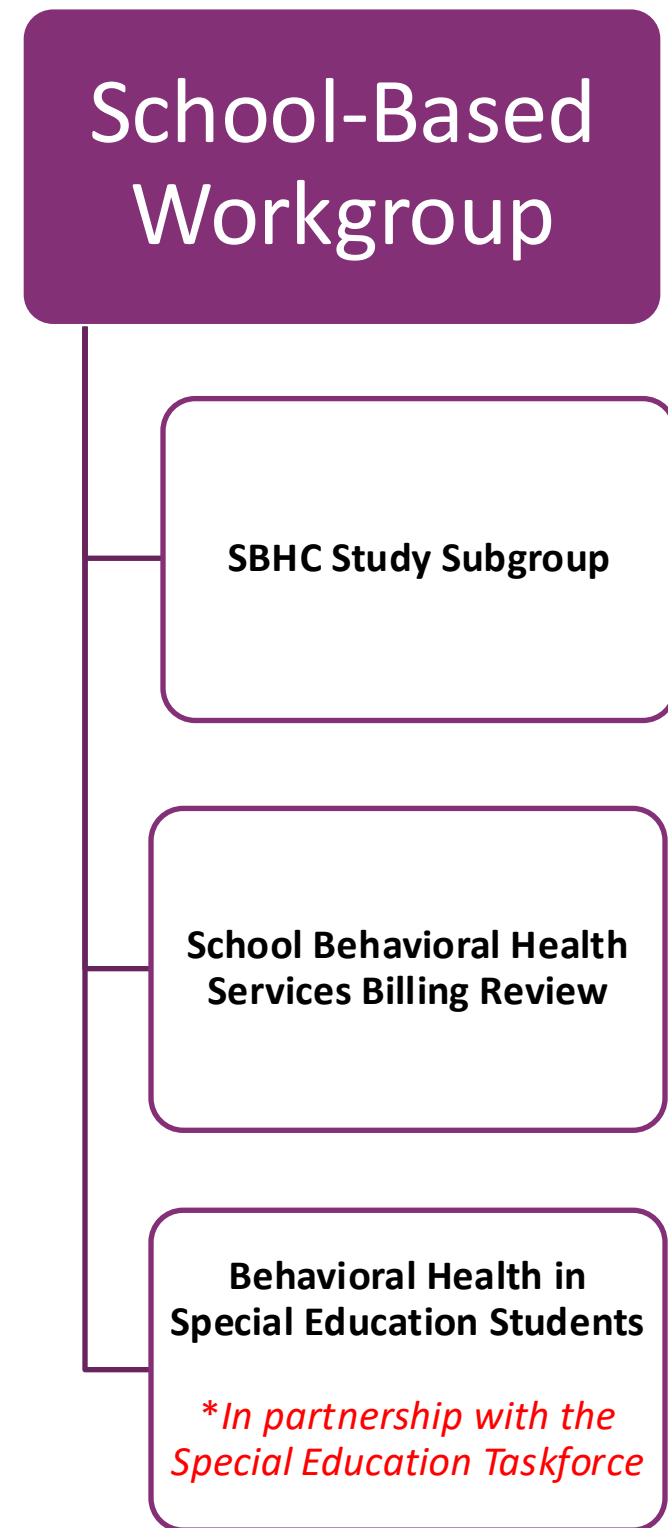 School-Based
Workgroup
SBHC Study Subgroup
School Behavioral Health
Services Billing Review
Behavioral Health in
Special Education Students
*In partnership with the
Special Education Taskforce